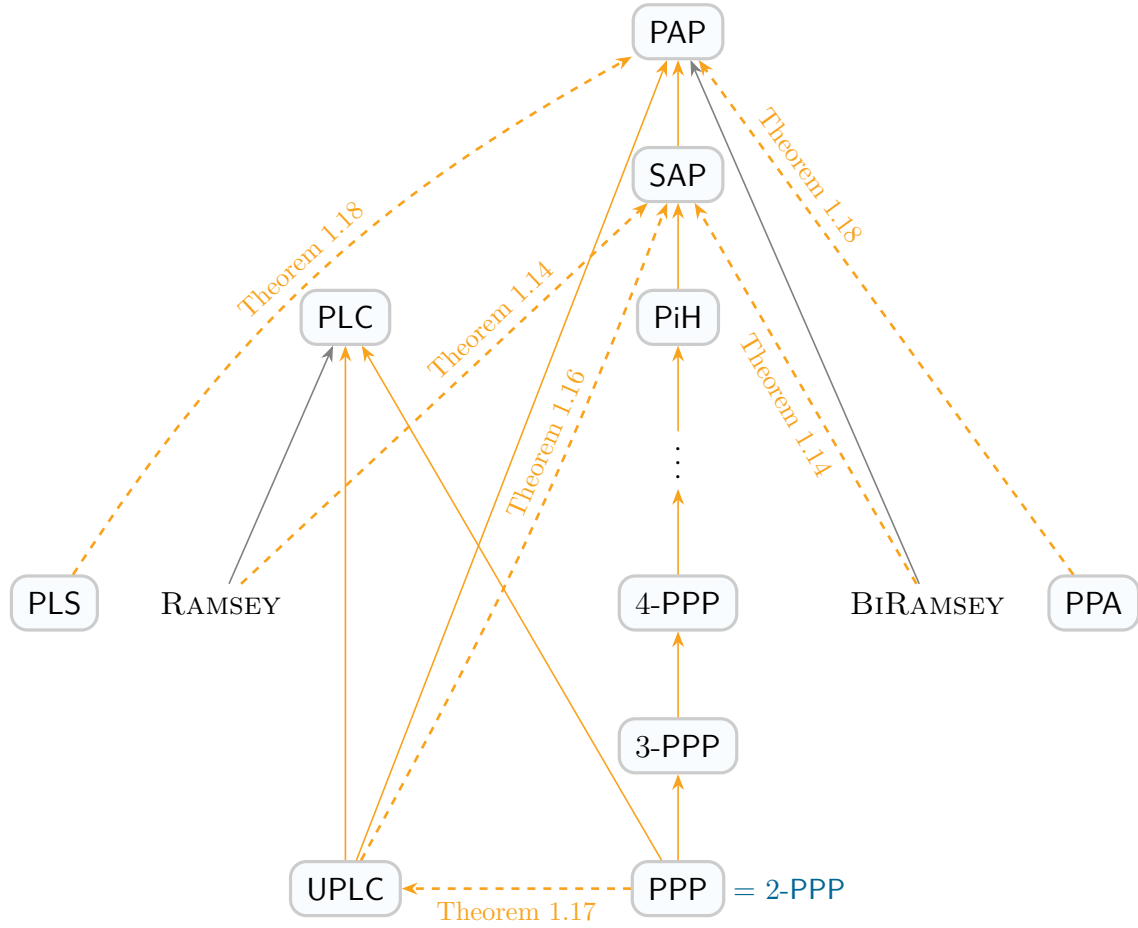 PAP
Theorem 1.18
SAP
Theorem 1.18
Theorem 1.14
PLC
PiH
Theorem 1.16
Theorem 1.14
⋮
PLS
RAMSEY
4-PPP
BIRAMSEY
PPA
3-PPP
UPLC
Theorem 1.17
PPP = 2-PPP